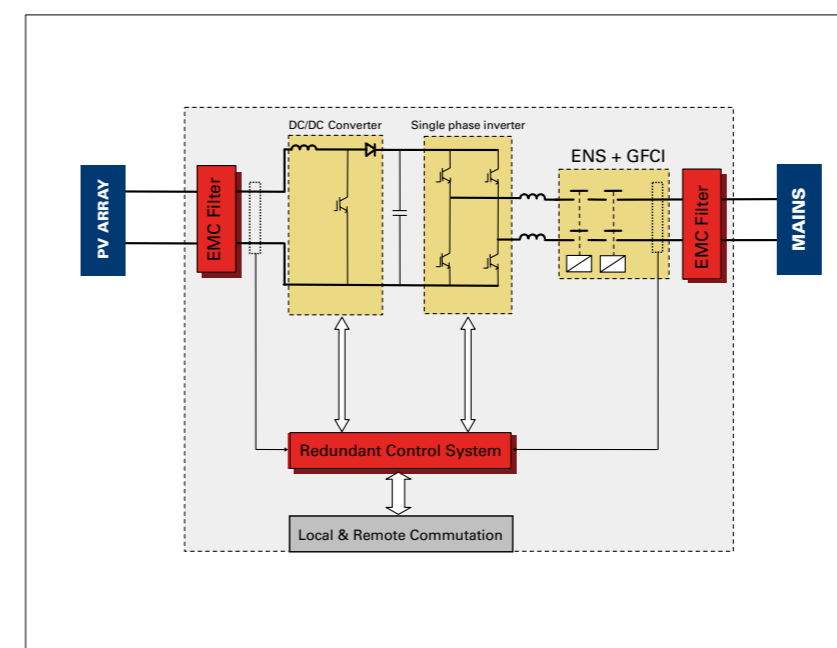 DC/DC Converter
Single phase inverter
ENS + GFCI
PV ARRAY
EMC Filter
EMC Filter
MAINS
Redundant Control System
Local & Remote Commutation